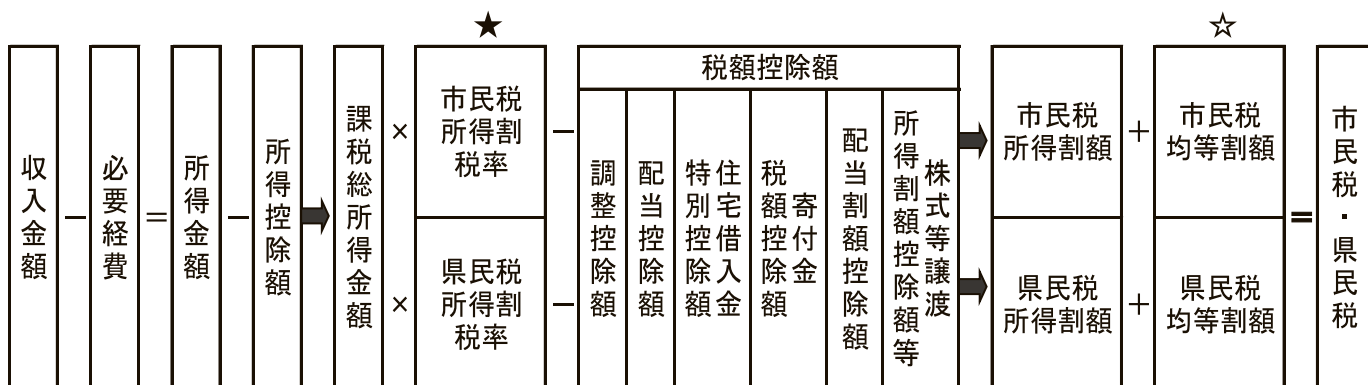 ★
☆
収入金額
－
必要経費
＝
所得金額
－
所得控除額
課税総所得金額
×
市民税
所得割
税率
－
×
県民税
所得割
税率
－
税額控除額
調整控除額
配当控除額
住宅借入金
特別控除額
寄付金
税額控除額
配当割額控除額
株式等譲渡
所得割額控除額等
市民税
所得割額
＋
市民税
均等割額
県民税
所得割額
＋
県民税
均等割額
＝
市民税・県民税